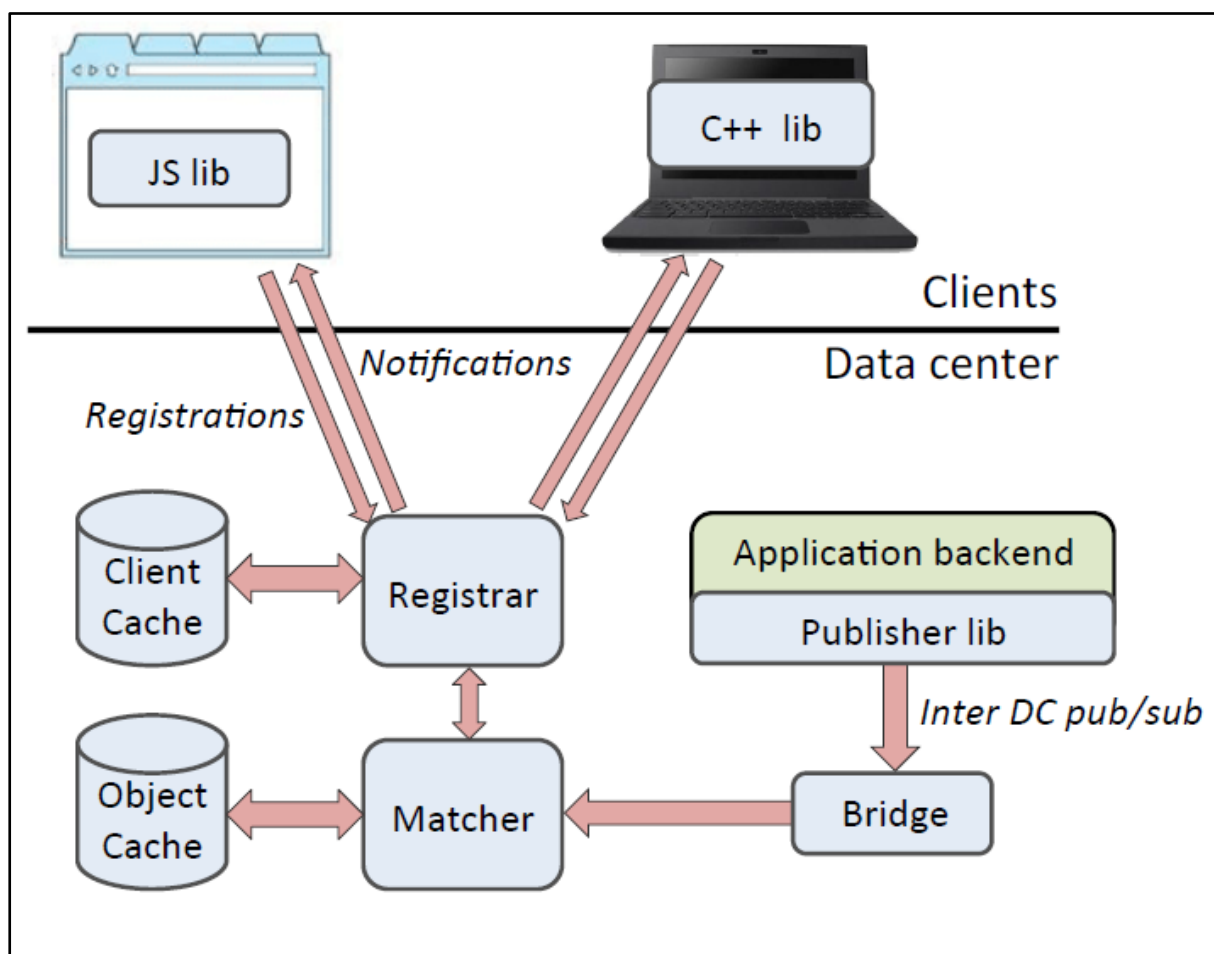 JS lib
C++ lib
Clients
Data center
Notifications
Registrations
Client
Cache
Registrar
Application backend
Publisher lib
Inter DC pub/sub
Object
Cache
Matcher
Bridge